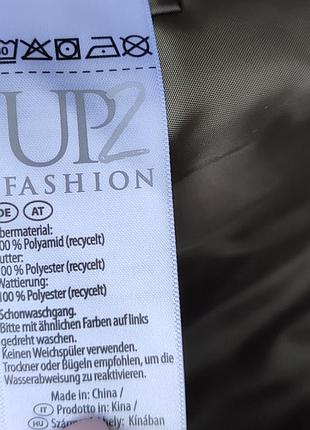 UP2
FASHION
DE AT
bermaterial:
00 % Polyamid (recycelt)
utter:
00 % Polyester (recycelt)
Wattierung:
100 % Polyester (recycelt)
Schonwaschgang.
Bitte mit ähnlichen Farben auf links
gedreht waschen.
Keinen Weichspüler verwenden.
Trockner oder Bügeln empfohlen, um die
Wasserabweisung zu reaktivieren.
Made in: China /
IT Prodotto in: Kina /
HU Származási hely: Kínában